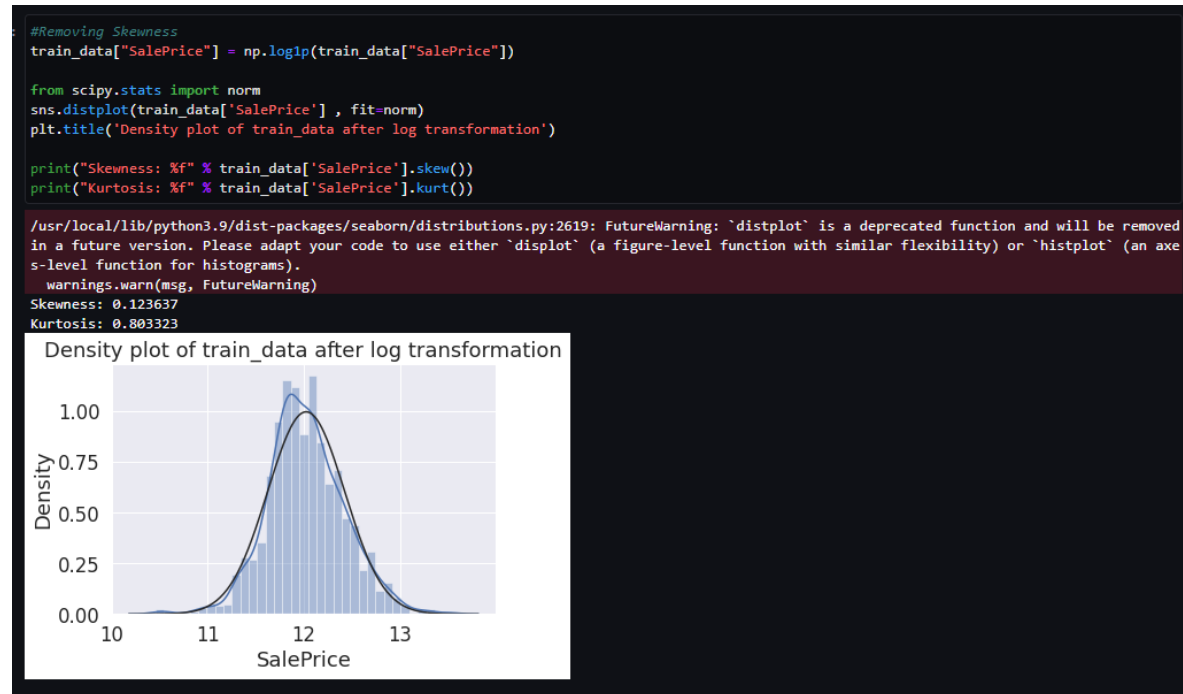 :
#Removing Skewness
train_data["SalePrice"] = np.log1p(train_data["SalePrice"])
from scipy.stats import norm
sns.distplot(train_data['SalePrice'] , fit=norm)
plt.title('Density plot of train_data after log transformation')
print("Skewness: %f" % train_data['SalePrice'].skew())
print("Kurtosis: %f" % train_data['SalePrice'].kurt())
/usr/local/lib/python3.9/dist-packages/seaborn/distributions.py:2619: FutureWarning: `distplot` is a deprecated function and will be removed
in a future version. Please adapt your code to use either `displot` (a figure-level function with similar flexibility) or `histplot` (an axe
s-level function for histograms).
warnings.warn(msg, FutureWarning)
Skewness: 0.123637
Kurtosis: 0.803323
Density plot of train_data after log transformation
1.00
0.75
0.50
0.25
0.00
Density
10 11 12 13
SalePrice